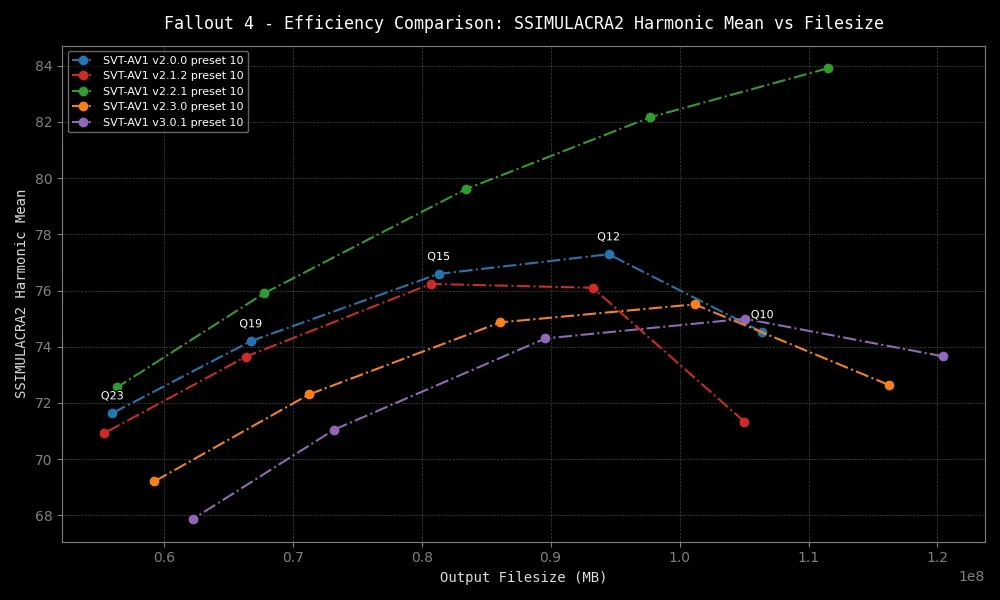 Fallout 4 - Efficiency Comparison: SSIMULACRA2 Harmonic Mean vs Filesize
SVT-AV1 v2.0.0 preset 10
SVT-AV1 v2.1.2 preset 10
SVT-AV1 v2.2.1 preset 10
SVT-AV1 v2.3.0 preset 10
SVT-AV1 v3.0.1 preset 10
SSIMULACRA2 Harmonic Mean
84
82
80
78
76
74
72
70
68
Q23
Q19
Q15
Q12
Q10
0.6 0.7 0.8 0.9 1.0 1.1 1.2
1e8
Output Filesize (MB)